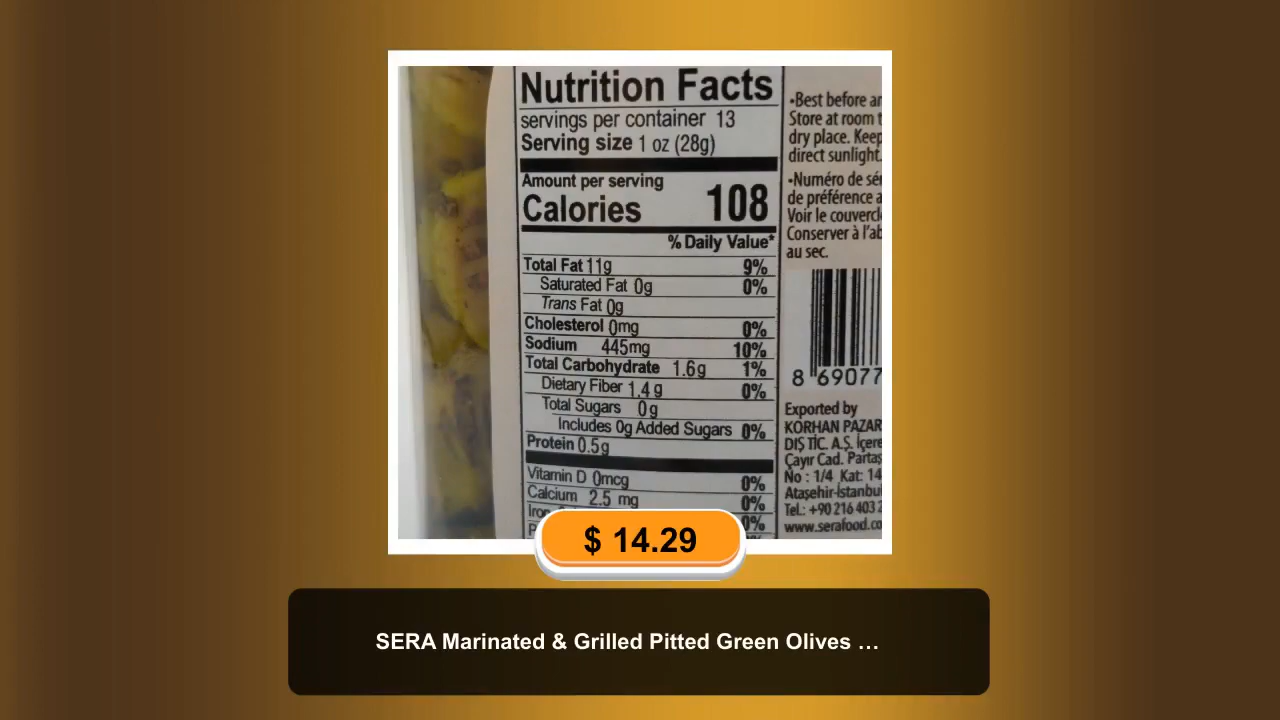 Nutrition Facts
servings per container 13
Serving size 1 oz (28g)
Amount per serving
Calories 108
% Daily Value*
Total Fat 11g 9%
Saturated Fat 0g 0%
Trans Fat 0g
Cholesterol 0mg 0%
Sodium 445mg 10%
Total Carbohydrate 1.6g 1%
Dietary Fiber 1.4 g 0%
Total Sugars 0g
Includes 0g Added Sugars 0%
Protein 0.5g
Vitamin D 0mcg 0%
Calcium 2.5 mg 0%
0%
•Best before
Store at room
dry place. Keep
direct sunlight.
•Numéro de
de préférence
Voir le
Conserver à
au sec.
8 69077
Exported by
KORHAN PAZAR
DIŞ TİC. A.Ş. İçere
Çayır Cad. Partaş
No : 1/4 Kat: 14
Ataşehir-İstanbul
Tel.: +90 216 403
www.serafood.co
$ 14.29
SERA Marinated & Grilled Pitted Green Olives ...